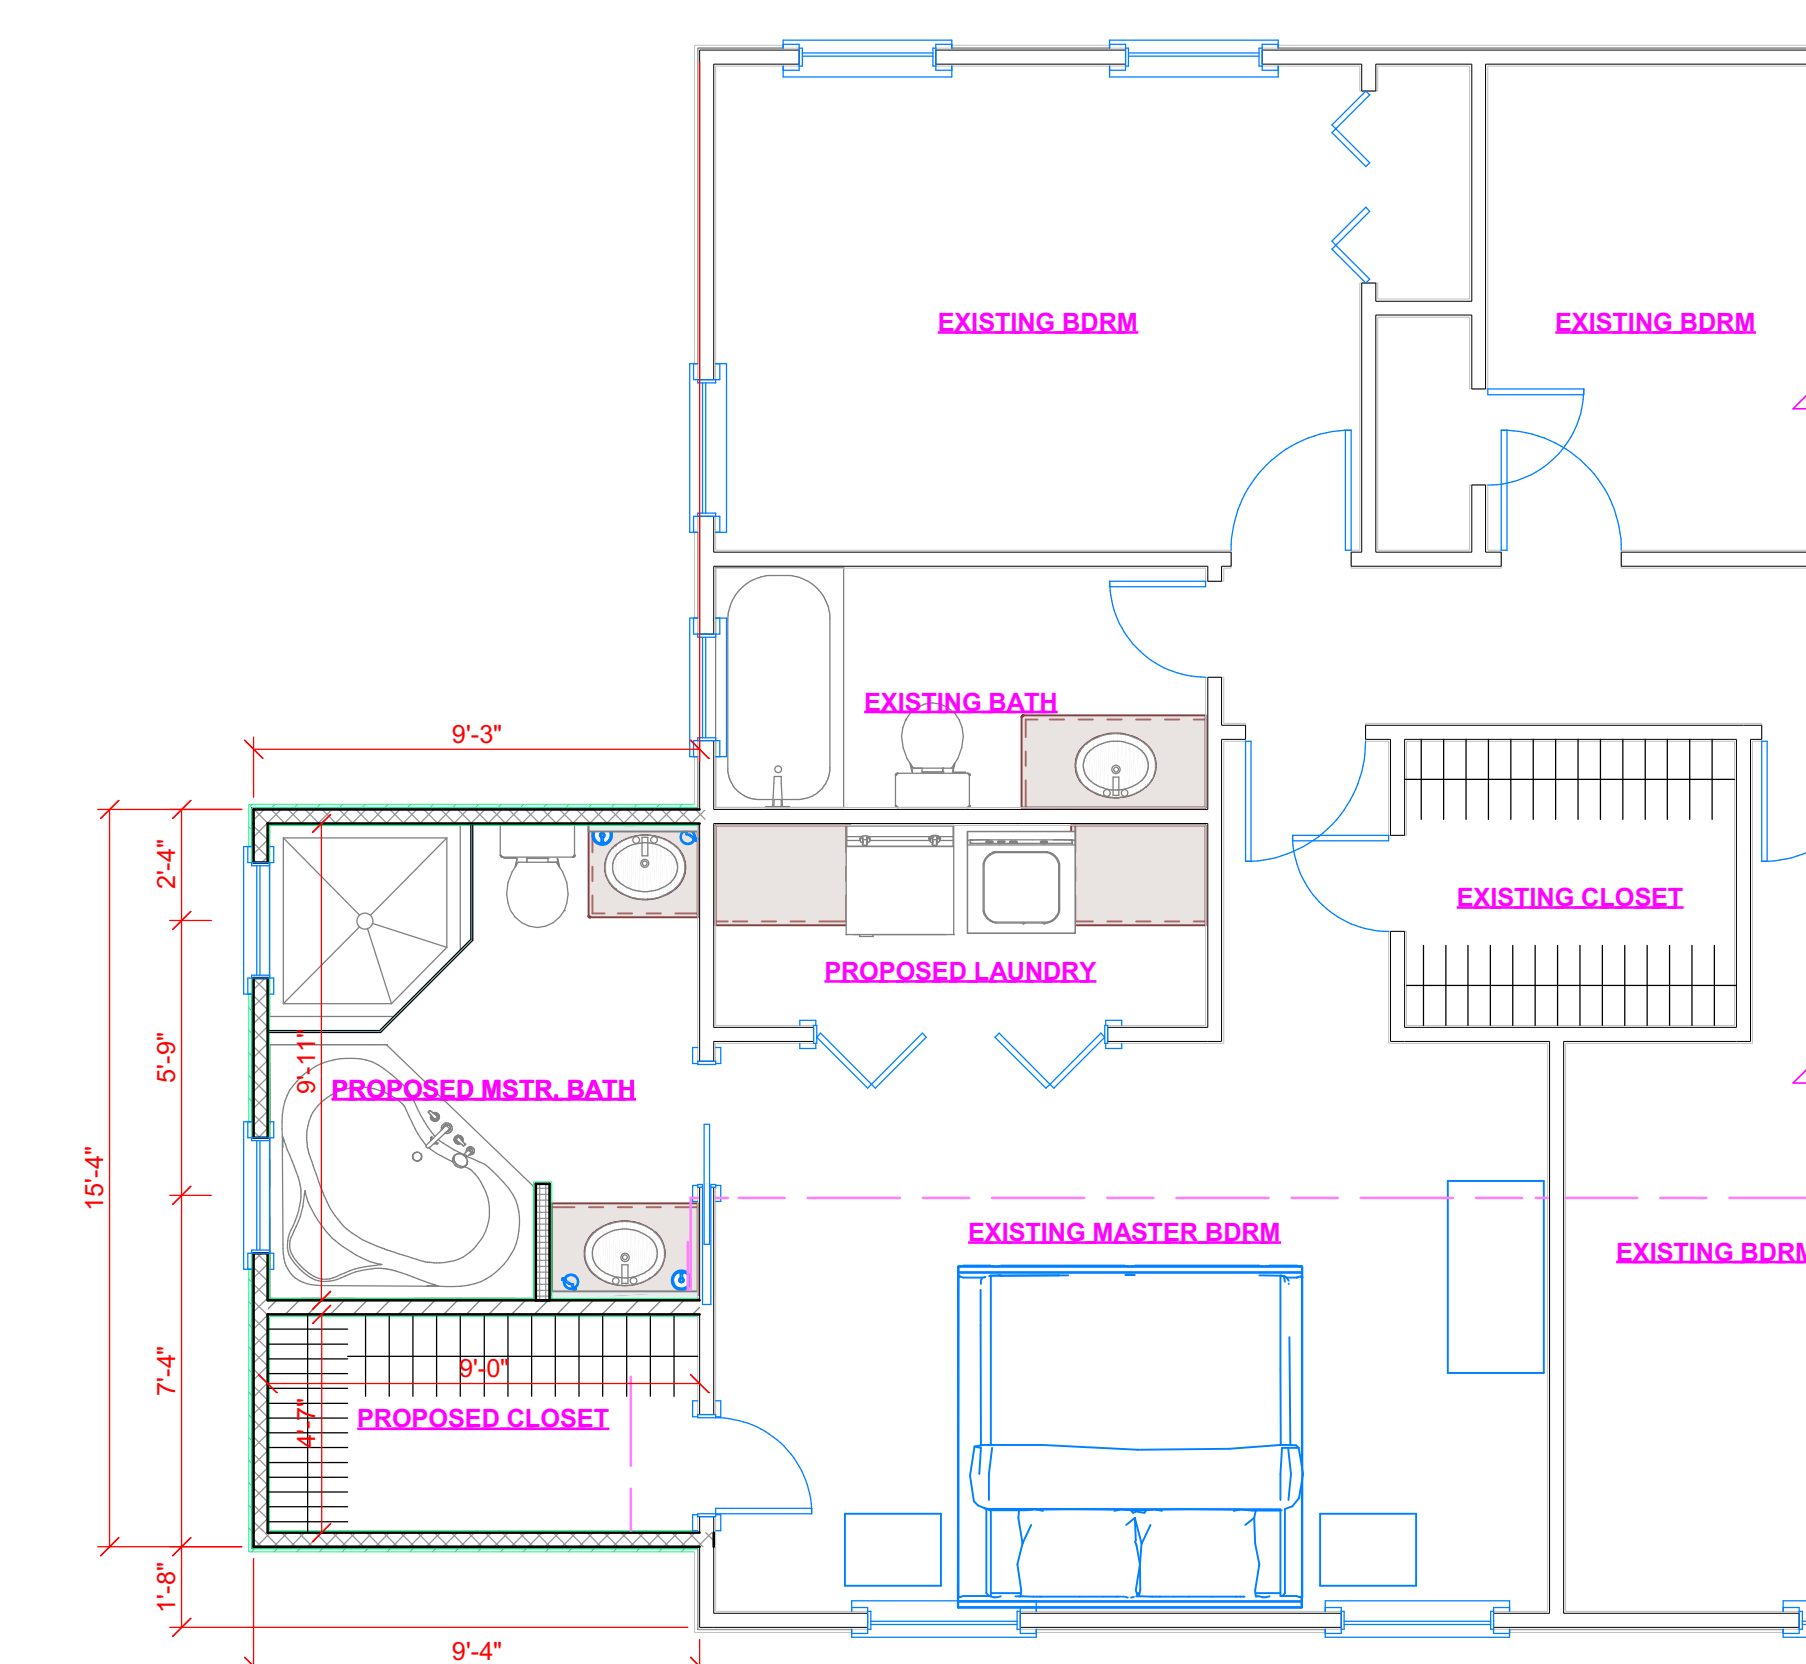 EXISTING BDRM
EXISTING BDRM
EXISTING BATH
9'-3"
2'-4"
EXISTING CLOSET
PROPOSED LAUNDRY
5'-9"
9'-11"
PROPOSED MSTR. BATH
15'-4"
EXISTING MASTER BDRM
EXISTING BDRM
7'-4"
9'-0"
4'-7"
PROPOSED CLOSET
1'-8"
9'-4"